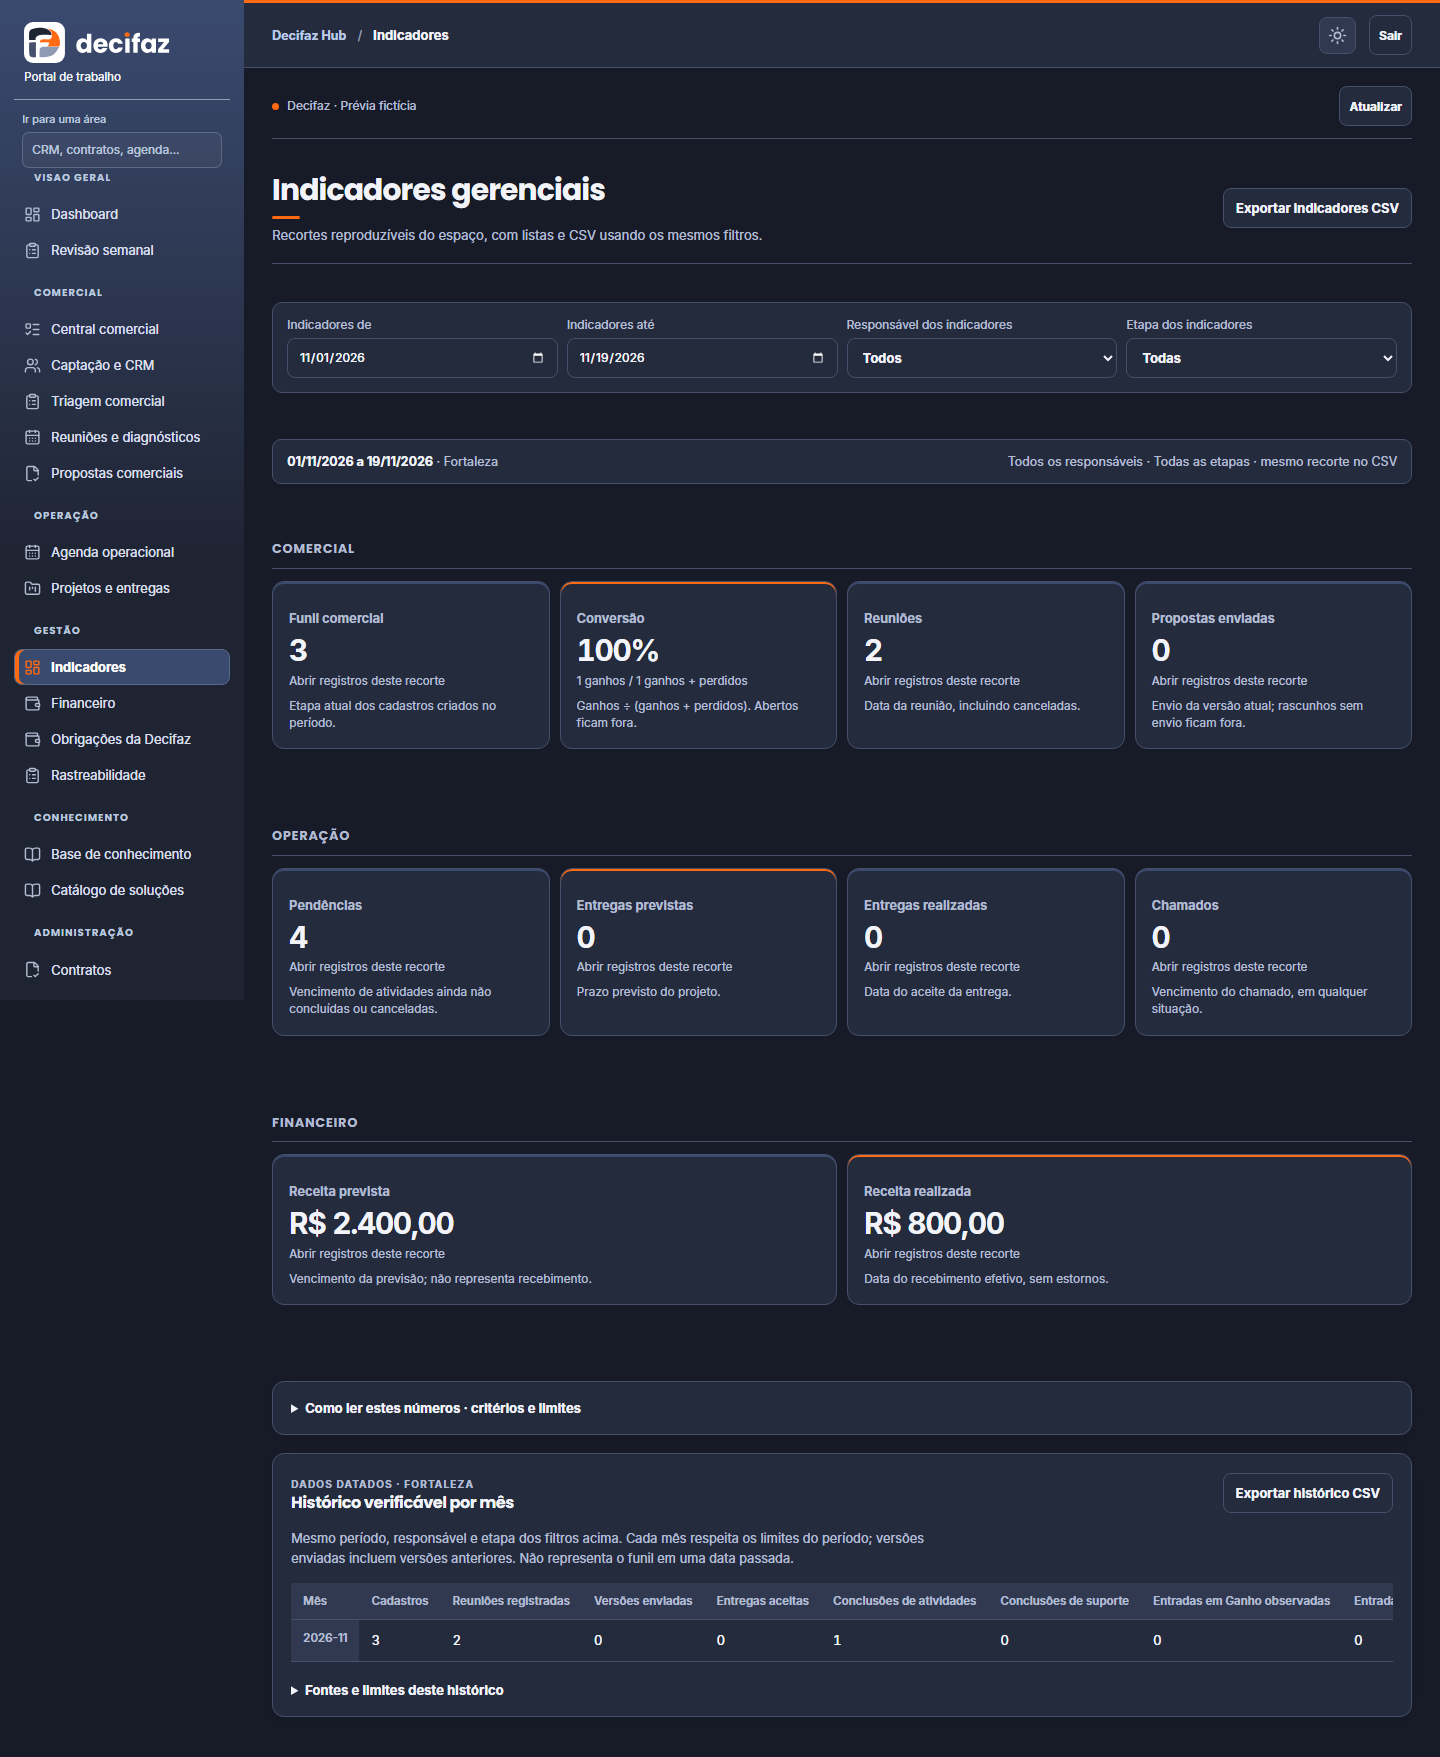 decifaz
Portal de trabalho
Ir para uma área
CRM, contratos, agenda...
VISAO GERAL
Dashboard
Revisão semanal
COMERCIAL
Central comercial
Captação e CRM
Triagem comercial
Reuniões e diagnósticos
Propostas comerciais
OPERAÇÃO
Agenda operacional
Projetos e entregas
GESTÃO
Indicadores
Financeiro
Obrigações da Decifaz
Rastreabilidade
CONHECIMENTO
Base de conhecimento
Catálogo de soluções
ADMINISTRAÇÃO
Contratos
Decifaz Hub / Indicadores
Sair
Decifaz · Prévia fictícia
Atualizar
Indicadores gerenciais
Recortes reproduzíveis do espaço, com listas e CSV usando os mesmos filtros.
Exportar indicadores CSV
Indicadores de
11/01/2026
Indicadores até
11/19/2026
Responsável dos indicadores
Todos
Etapa dos indicadores
Todas
01/11/2026 a 19/11/2026 · Fortaleza
Todos os responsáveis · Todas as etapas · mesmo recorte no CSV
COMERCIAL
Funil comercial
3
Abrir registros deste recorte
Etapa atual dos cadastros criados no
período.
Conversão
100%
1 ganhos / 1 ganhos + perdidos
Ganhos ÷ (ganhos + perdidos). Abertos
ficam fora.
Reuniões
2
Abrir registros deste recorte
Data da reunião, incluindo canceladas.
Propostas enviadas
0
Abrir registros deste recorte
Envio da versão atual; rascunhos sem
envio ficam fora.
OPERAÇÃO
Pendências
4
Abrir registros deste recorte
Vencimento de atividades ainda não
concluídas ou canceladas.
Entregas previstas
0
Abrir registros deste recorte
Prazo previsto do projeto.
Entregas realizadas
0
Abrir registros deste recorte
Data do aceite da entrega.
Chamados
0
Abrir registros deste recorte
Vencimento do chamado, em qualquer
situação.
FINANCEIRO
Receita prevista
R$ 2.400,00
Abrir registros deste recorte
Vencimento da previsão; não representa recebimento.
Receita realizada
R$ 800,00
Abrir registros deste recorte
Data do recebimento efetivo, sem estornos.
Como ler estes números · critérios e limites
DADOS DATADOS · FORTALEZA
Histórico verificável por mês
Exportar histórico CSV
Mesmo período, responsável e etapa dos filtros acima. Cada mês respeita os limites do período; versões
enviadas incluem versões anteriores. Não representa o funil em uma data passada.
Mês Cadastros Reuniões registradas Versões enviadas Entregas aceitas Conclusões de atividades Conclusões de suporte Entradas em Ganho observadas Entrada
2026-11 3 2 0 0 1 0 0 0
Fontes e limites deste histórico